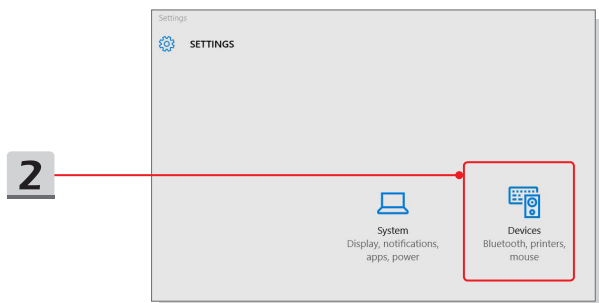 Settings
SETTINGS
2
System
Display, notifications,
apps, power
Devices
Bluetooth, printers,
mouse